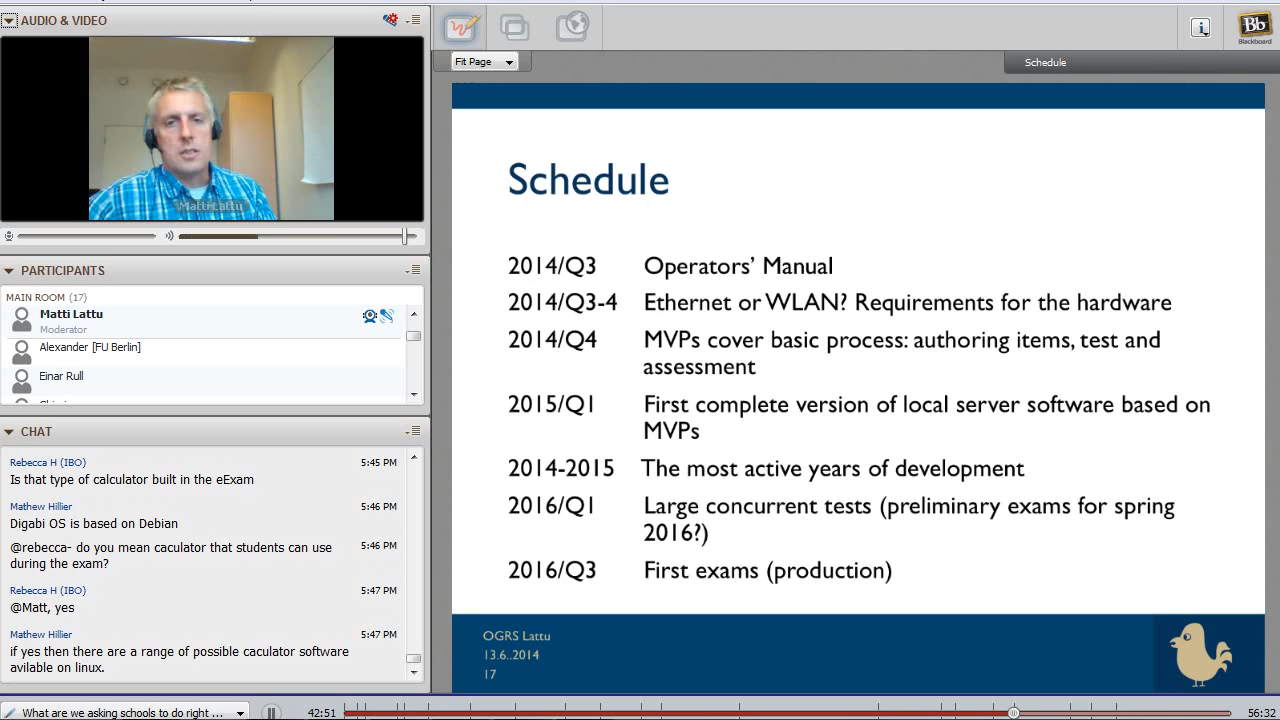 AUDIO & VIDEO
Matti Lattu
PARTICIPANTS
MAIN ROOM (17)
Matti Lattu
Moderator
Alexander [FU Berlin]
Einar Rull
CHAT
Rebecca H (IBO) 5:45 PM
Is that type of calculator built in the eExam
Mathew Hillier 5:46 PM
Digabi OS is based on Debian
@rebecca- do you mean caculator that students can use 5:46 PM
during the exam?
Rebecca H (IBO) 5:47 PM
@Matt, yes
Mathew Hillier 5:47 PM
if yes then there are a range of possible caculator software
avilable on linux.
What are we asking schools to do right ...
42:51
56:32
Fit Page
Schedule
Bb
Blackboard
Schedule
2014/Q3 Operators’ Manual
2014/Q3-4 Ethernet or WLAN? Requirements for the hardware
2014/Q4 MVPs cover basic process: authoring items, test and
assessment
2015/Q1 First complete version of local server software based on
MVPs
2014-2015 The most active years of development
2016/Q1 Large concurrent tests (preliminary exams for spring
2016?)
2016/Q3 First exams (production)
OGRS Lattu
13.6..2014
17